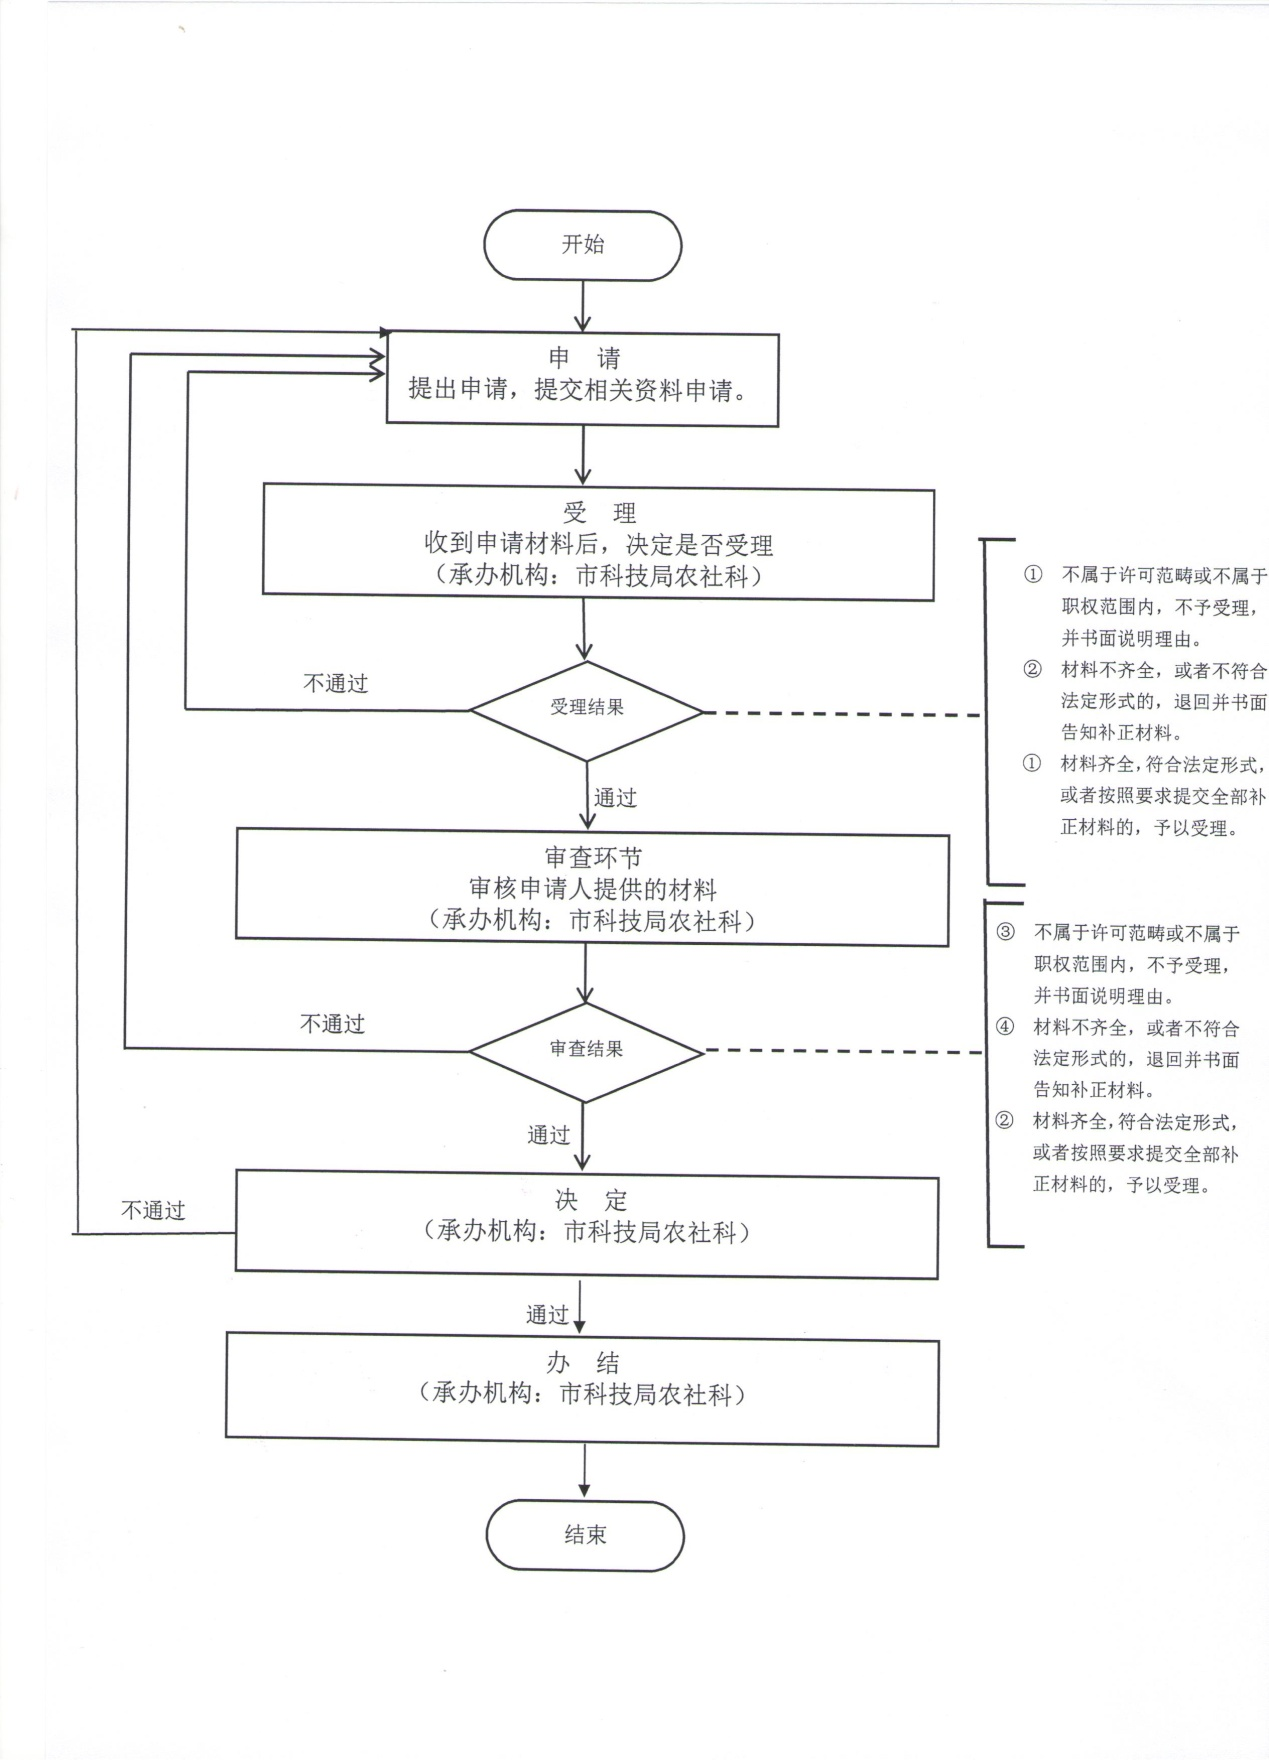 开始
申 请
提出申请，提交相关资料申请。
受 理
收到申请材料后，决定是否受理
（承办机构：市科技局农社科）
不通过
受理结果
通过
① 不属于许可范畴或不属于
职权范围内，不予受理，
并书面说明理由。
② 材料不齐全，或者不符合
法定形式的，退回并书面
告知补正材料。
① 材料齐全，符合法定形式，
或者按照要求提交全部补
正材料的，予以受理。
审查环节
审核申请人提供的材料
（承办机构：市科技局农社科）
不通过
审查结果
通过
③ 不属于许可范畴或不属于
职权范围内，不予受理，
并书面说明理由。
④ 材料不齐全，或者不符合
法定形式的，退回并书面
告知补正材料。
② 材料齐全，符合法定形式，
或者按照要求提交全部补
正材料的，予以受理。
决 定
（承办机构：市科技局农社科）
不通过
通过
办 结
（承办机构：市科技局农社科）
结束